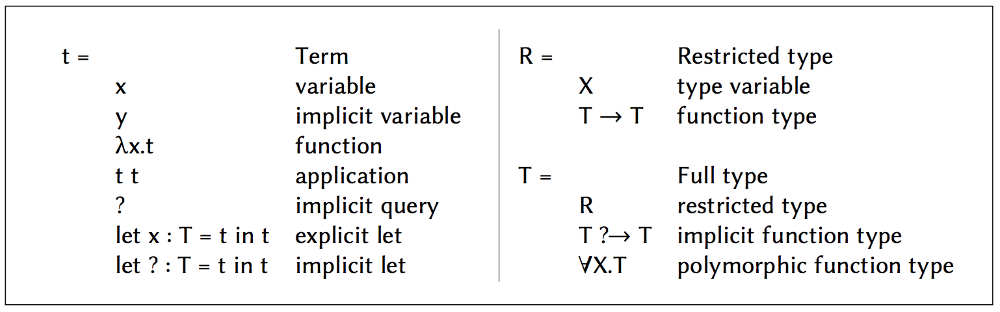 t = Term
x variable
y implicit variable
λx.t function
t t application
? implicit query
let x : T = t in t explicit let
let ? : T = t in t implicit let
R = Restricted type
X type variable
T → T function type
T = Full type
R restricted type
T ?→ T implicit function type
∀X.T polymorphic function type